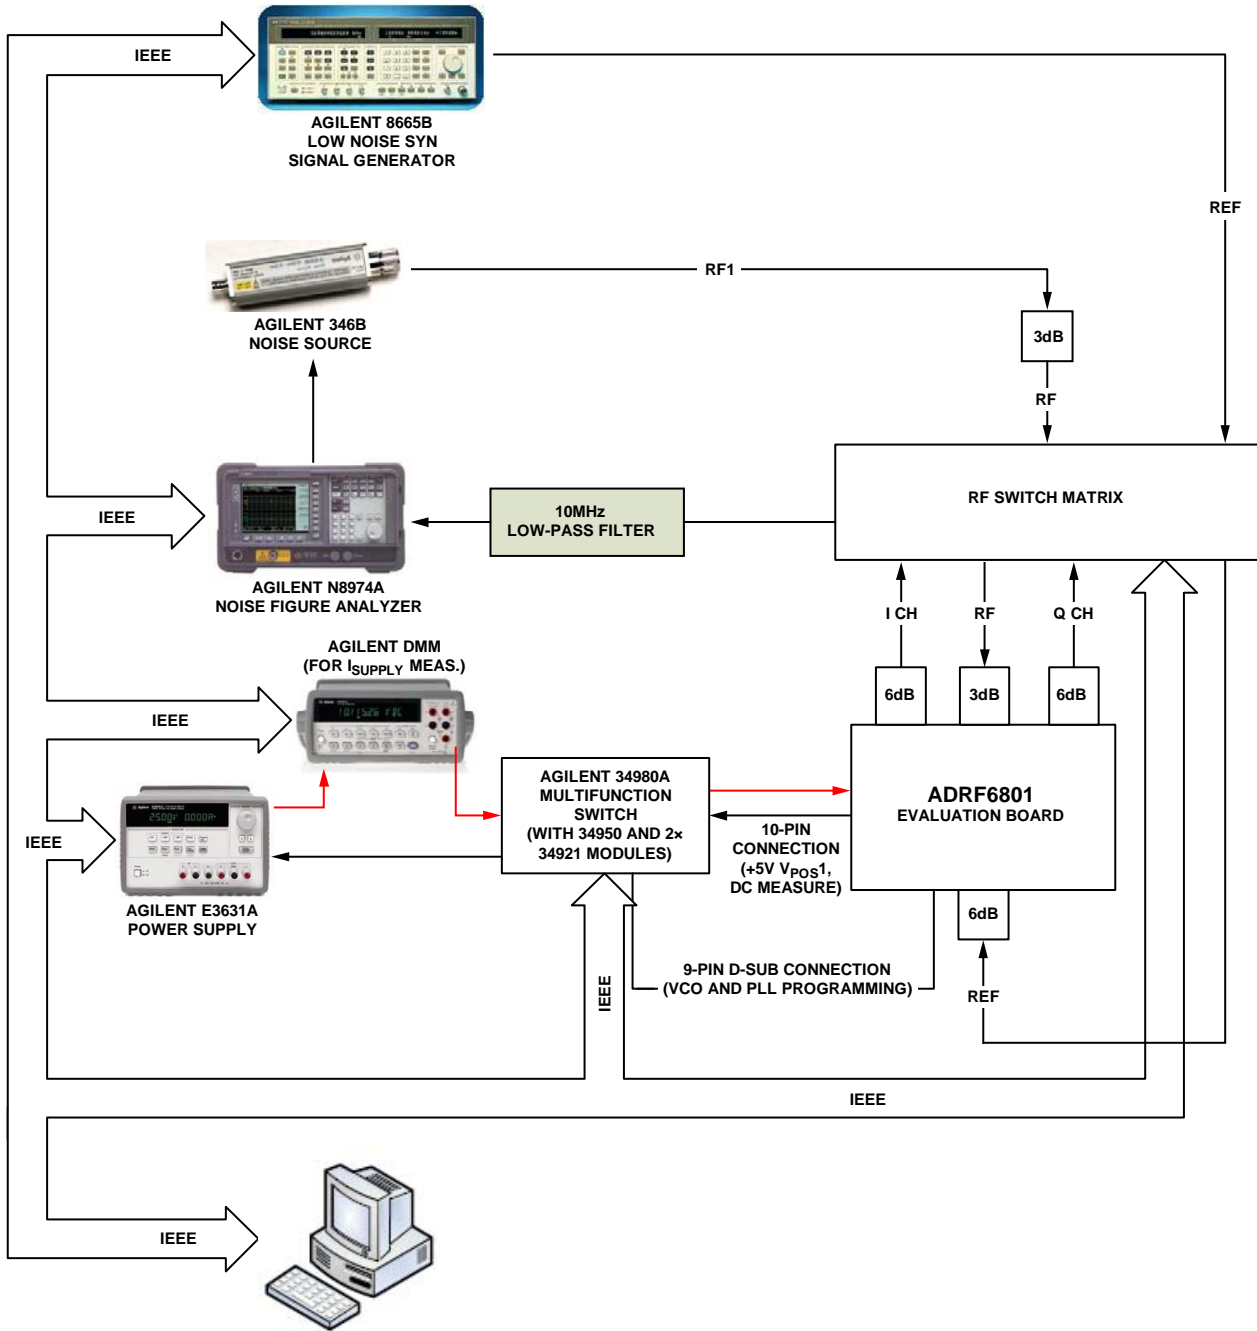 IEEE
AGILENT 8665B
LOW NOISE SYN
SIGNAL GENERATOR
REF
RF1
AGILENT 346B
NOISE SOURCE
3dB
RF
RF SWITCH MATRIX
10MHz
LOW-PASS FILTER
IEEE
AGILENT N8974A
NOISE FIGURE ANALYZER
I CH
RF
Q CH
AGILENT DMM
(FOR ISUPPLY MEAS.)
6dB
3dB
6dB
IEEE
AGILENT 34980A
MULTIFUNCTION
SWITCH
(WITH 34950 AND 2×
34921 MODULES)
ADRF6801
EVALUATION BOARD
10-PIN
CONNECTION
(+5V VPOS1,
DC MEASURE)
25.00V 0.000A
IEEE
AGILENT E3631A
POWER SUPPLY
6dB
9-PIN D-SUB CONNECTION
(VCO AND PLL PROGRAMMING)
IEEE
REF
IEEE
IEEE